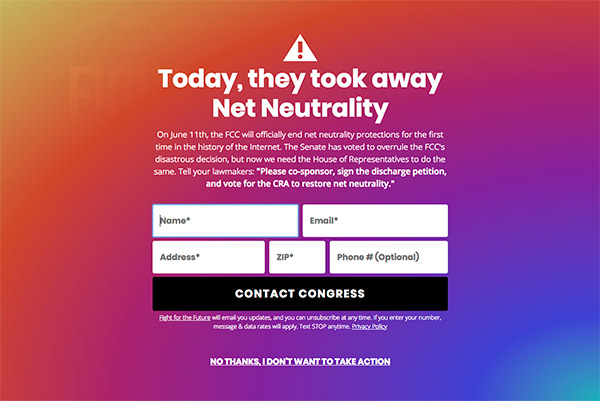 Today, they took away
Net Neutrality
On June 11th, the FCC will officially end net neutrality protections for the first
time in the history of the Internet. The Senate has voted to overrule the FCC's
disastrous decision, but now we need the House of Representatives to do the
same. Tell your lawmakers: "Please co-sponsor, sign the discharge petition,
and vote for the CRA to restore net neutrality."
Name* Email*
Address* ZIP* Phone # (Optional)
CONTACT CONGRESS
Fight for the Future will email you updates, and you can unsubscribe at any time. If you enter your number,
message & data rates will apply. Text STOP anytime. Privacy Policy
NO THANKS, I DON'T WANT TO TAKE ACTION